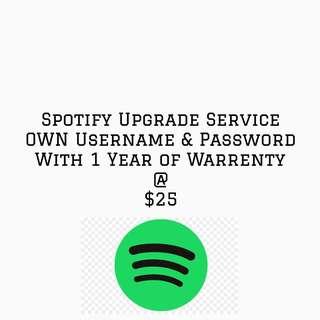 Spotify Upgrade Service
OWN Username & Password
With 1 Year of Warrenty
@
$25